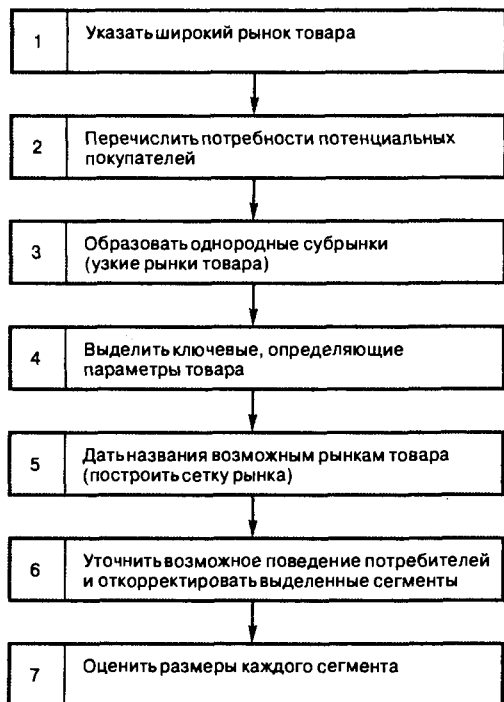 1 Указать широкий рынок товара
2 Перечислить потребности потенциальных
покупателей
3 Образовать однородные субрынки
(узкие рынки товара)
4 Выделить ключевые, определяющие
параметры товара
5 Дать названия возможным рынкам товара
(построить сетку рынка)
6 Уточнить возможное поведение потребителей
и откорректировать выделенные сегменты
7 Оценить размеры каждого сегмента